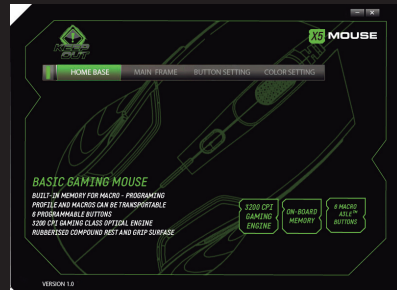 KEEP
OUT
X5 MOUSE
HOME BASE
MAIN FRAME
BUTTON SETTING
COLOR SETTING
BASIC GAMING MOUSE
BUILT-IN MEMORY FOR MACRO - PROGRAMING
PROFILE AND MACROS CAN BE TRANSPORTABLE
6 PROGRAMMABLE BUTTONS
3200 CPI GAMING CLASS OPTICAL ENGINE
RUBBERISED COMPOUND REST AND GRIP SURFASE
3200 CPI
GAMING
ENGINE
ON-BOARD
MEMORY
6 MACRO
AXLE™
BUTTONS
VERSION 1.0